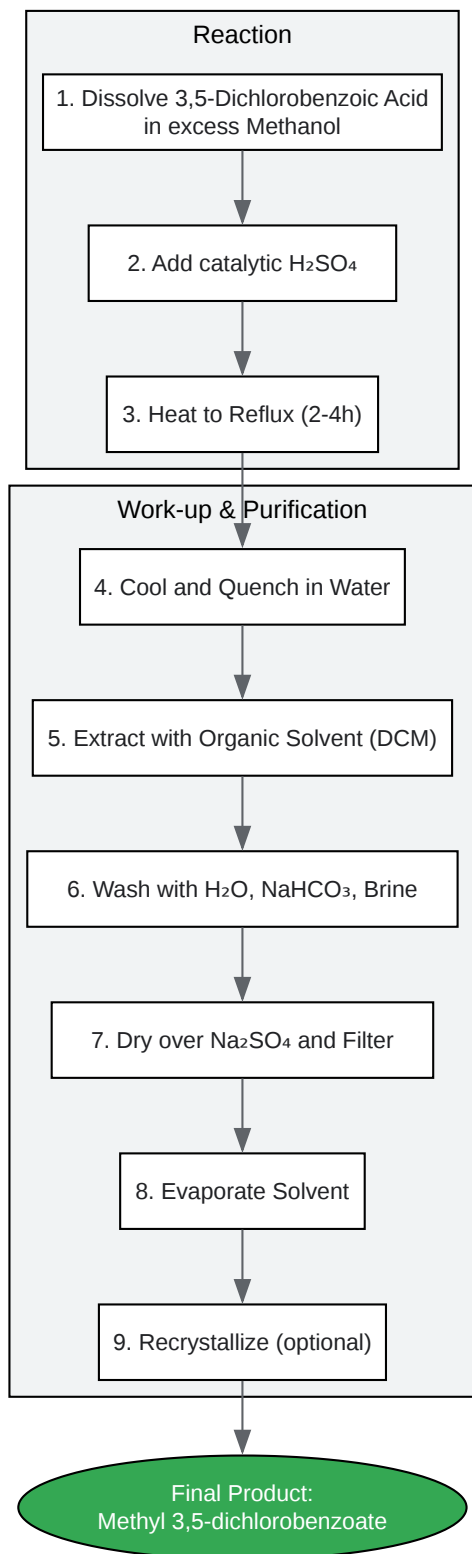 Reaction
1. Dissolve 3,5-Dichlorobenzoic Acid
in excess Methanol
2. Add catalytic H₂SO₄
3. Heat to Reflux (2-4h)
Work-up & Purification
4. Cool and Quench in Water
5. Extract with Organic Solvent (DCM)
6. Wash with H₂O, NaHCO₃, Brine
7. Dry over Na₂SO₄ and Filter
8. Evaporate Solvent
9. Recrystallize (optional)
Final Product:
Methyl 3,5-dichlorobenzoate